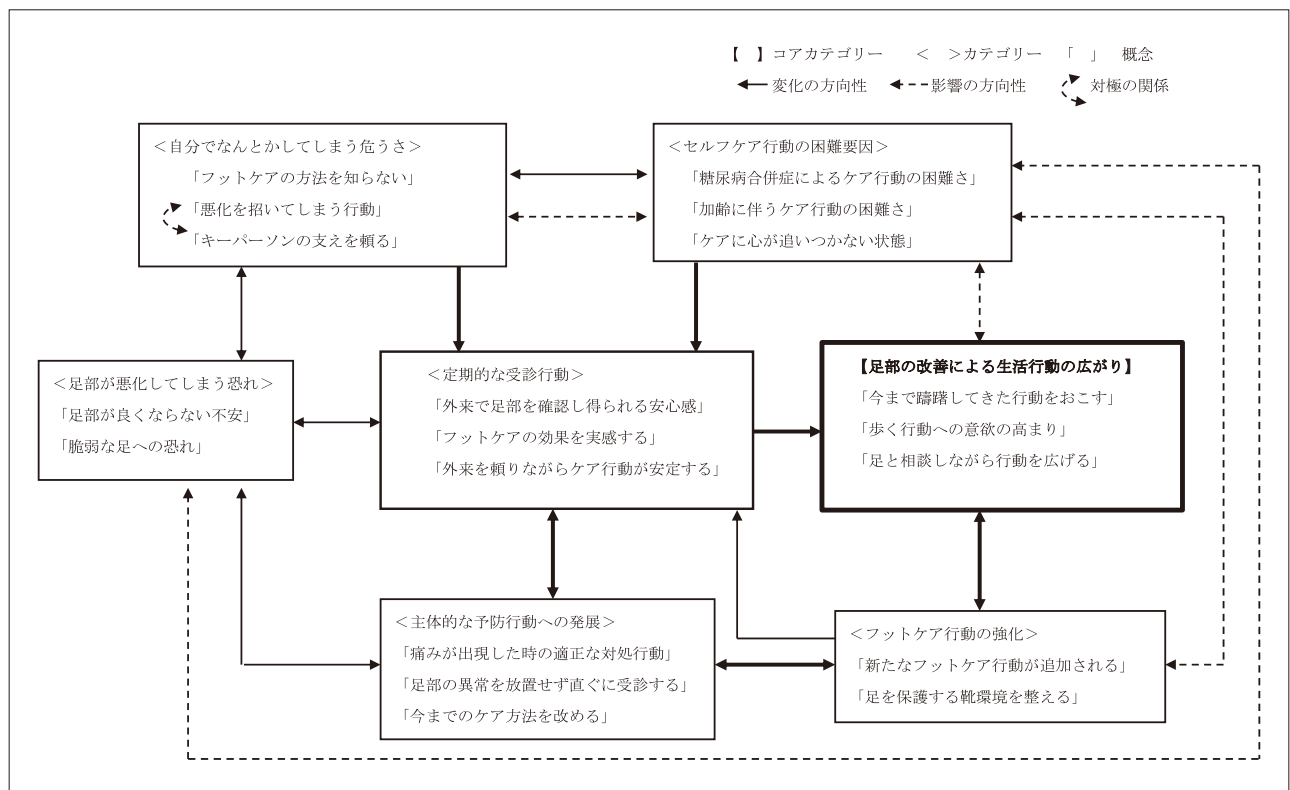 【　】コアカテゴリー　　＜　＞カテゴリー　「　」　概念
変化の方向性　影響の方向性　対極の関係
＜自分でなんとかしてしまう危うさ＞
「フットケアの方法を知らない」
「悪化を招いてしまう行動」
「キーパーソンの支えを頼る」
＜セルフケア行動の困難要因＞
「糖尿病合併症によるケア行動の困難さ」
「加齢に伴うケア行動の困難さ」
「ケアに心が追いつかない状態」
＜足部が悪化してしまう恐れ＞
「足部が良くならない不安」
「脆弱な足への恐れ」
＜定期的な受診行動＞
「外来で足部を確認し得られる安心感」
「フットケアの効果を実感する」
「外来を頼りながらケア行動が安定する」
【足部の改善による生活行動の広がり】
「今まで躊躇してきた行動をおこす」
「歩く行動への意欲の高まり」
「足と相談しながら行動を広げる」
＜主体的な予防行動への発展＞
「痛みが出現した時の適正な対処行動」
「足部の異常を放置せず直ぐに受診する」
「今までのケア方法を改める」
＜フットケア行動の強化＞
「新たなフットケア行動が追加される」
「足を保護する靴環境を整える」